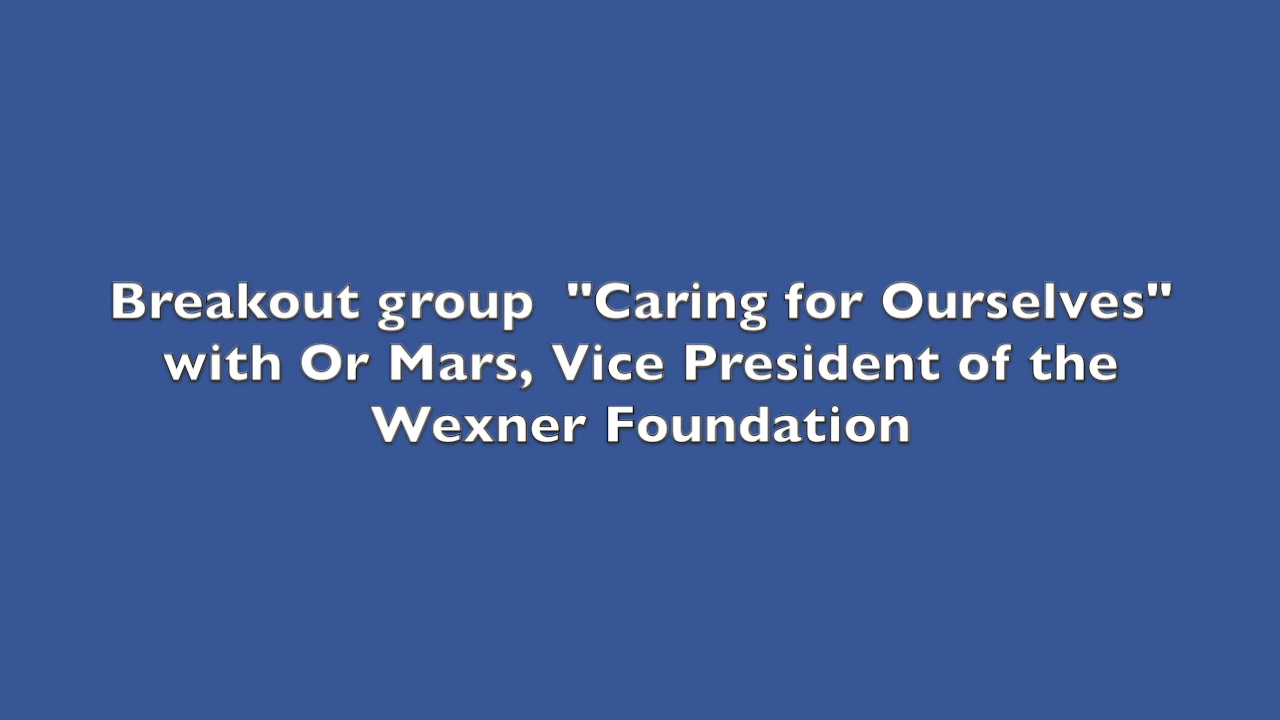 Breakout group  "Caring for Ourselves"
with Or Mars, Vice President of the
Wexner Foundation